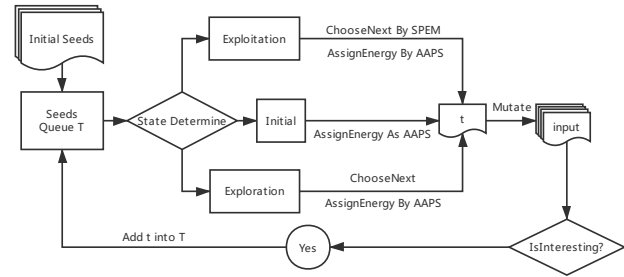 Initial Seeds
Exploitation
ChooseNext By SPEM
AssignEnergy By AAPS
Seeds
Queue T
State Determine
Initial
AssignEnergy As AAPS
t
Mutate
input
Exploration
ChooseNext
AssignEnergy By AAPS
Add t into T
Yes
IsInteresting?